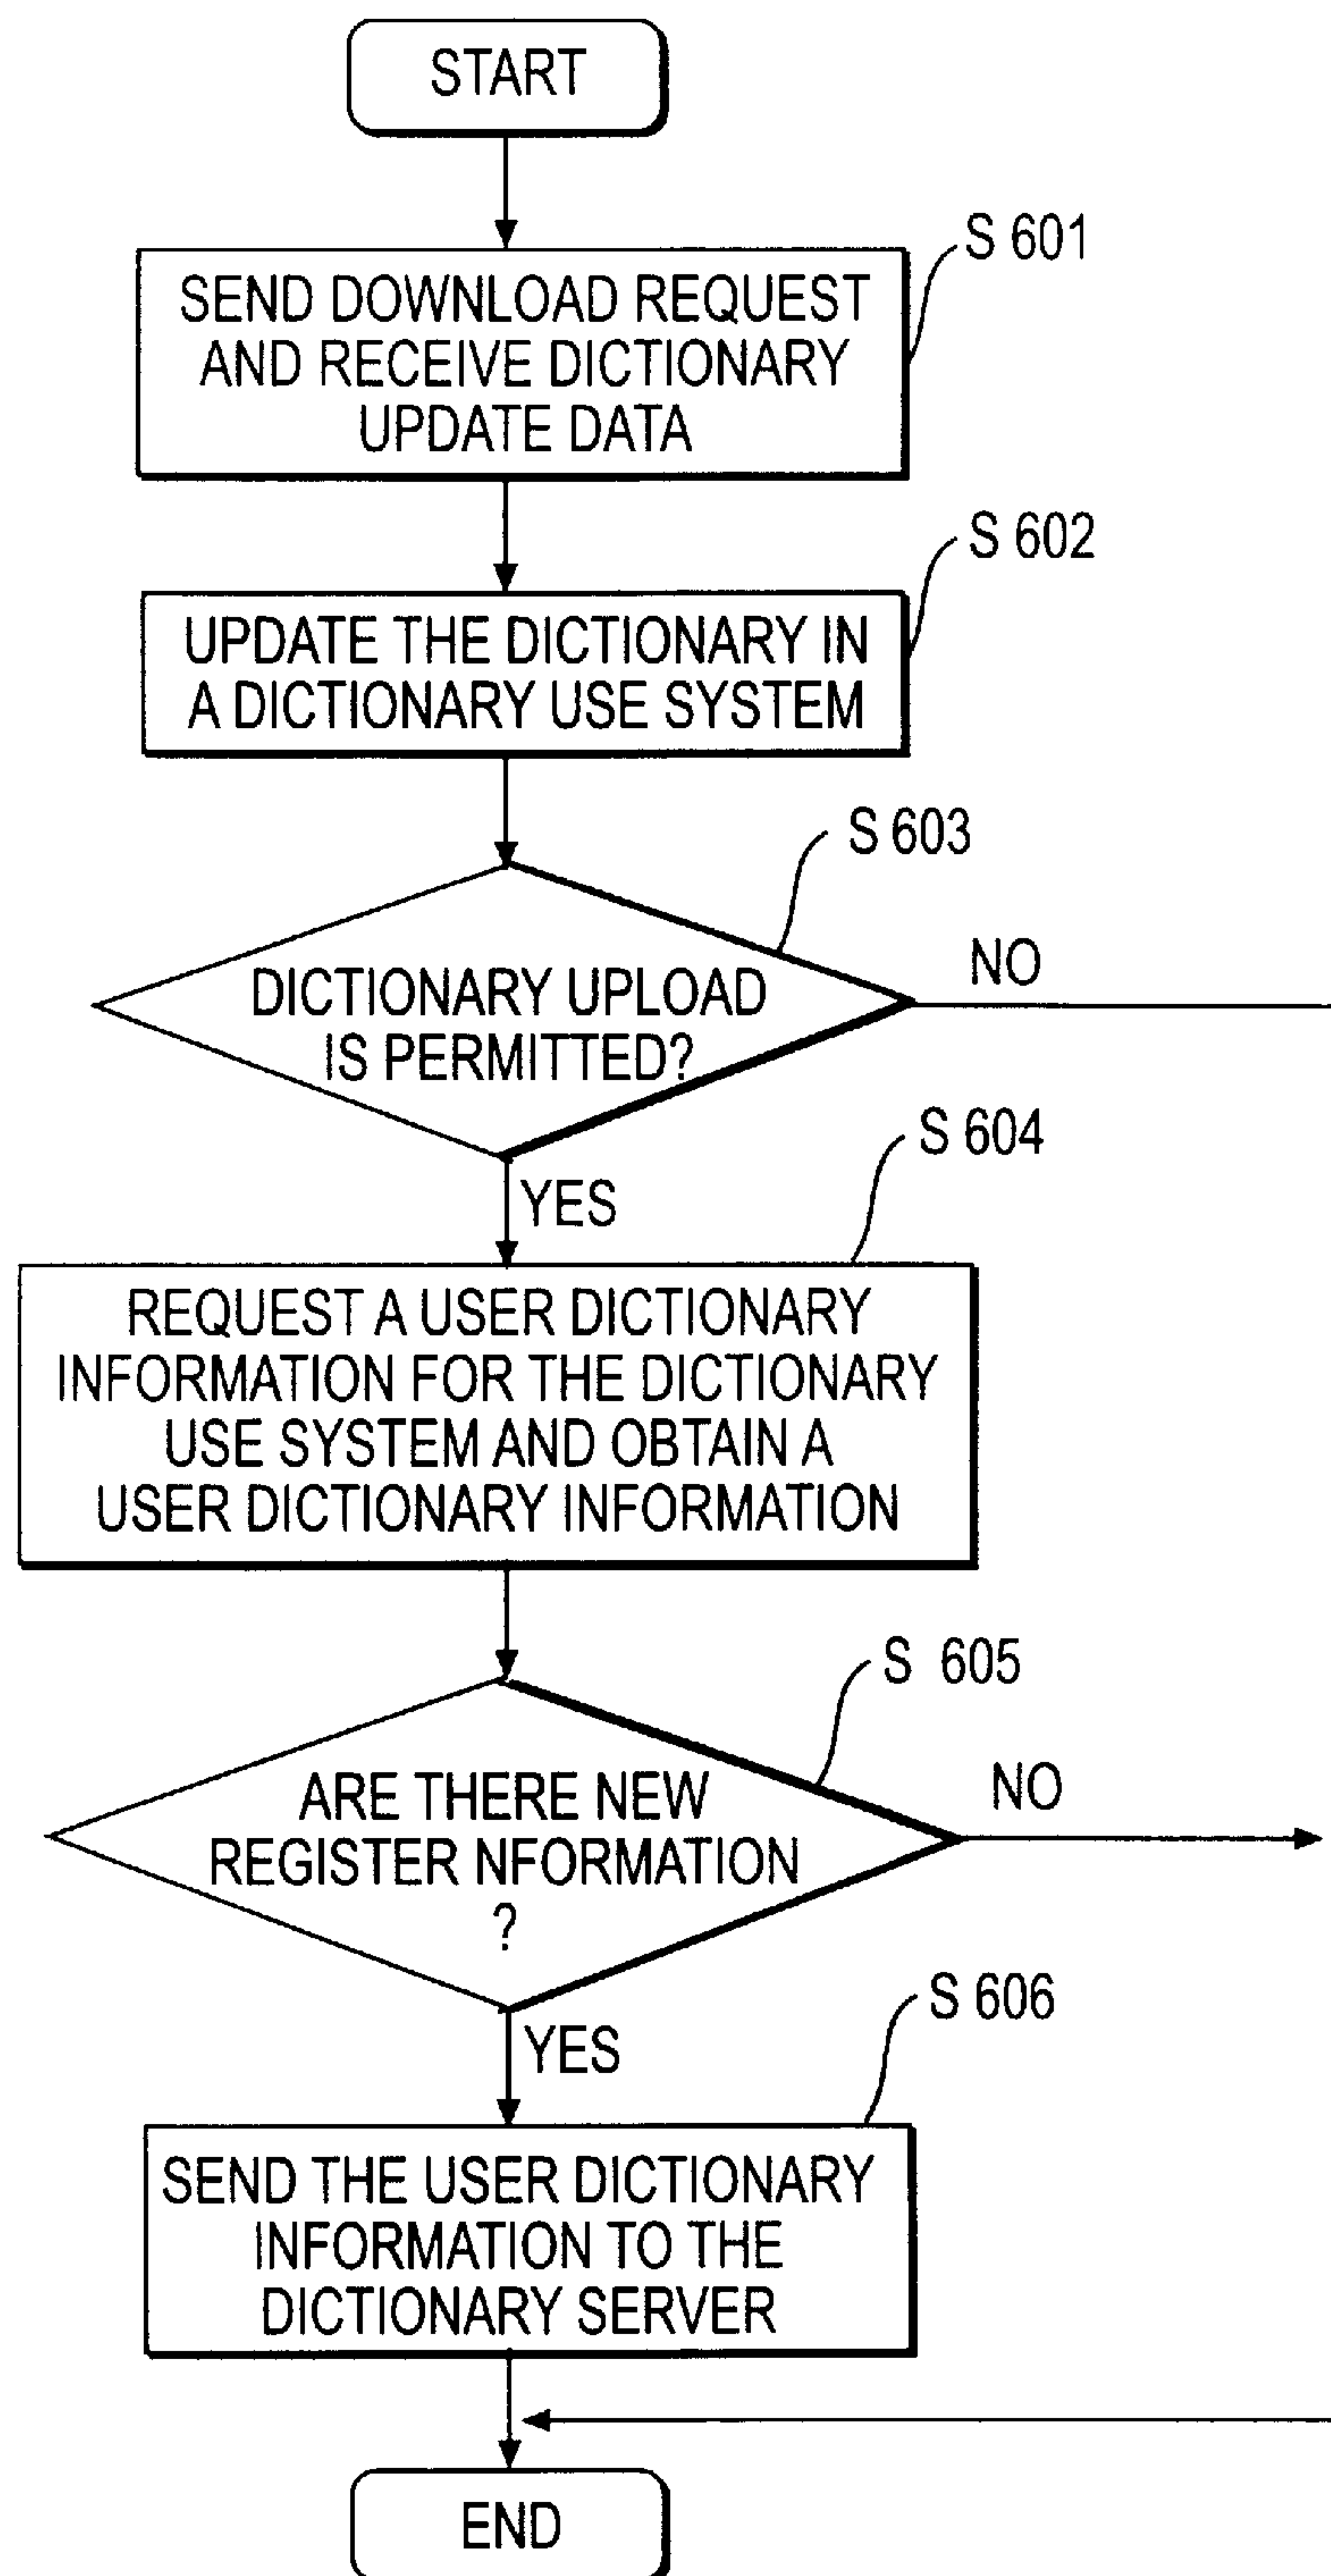 START
S 601
SEND DOWNLOAD REQUEST
AND RECEIVE DICTIONARY
UPDATE DATA
S 602
UPDATE THE DICTIONARY IN
A DICTIONARY USE SYSTEM
S 603
DICTIONARY UPLOAD
IS PERMITTED?
NO
YES
S 604
REQUEST A USER DICTIONARY
INFORMATION FOR THE DICTIONARY
USE SYSTEM AND OBTAIN A
USER DICTIONARY INFORMATION
S 605
ARE THERE NEW
REGISTER NFORMATION
?
NO
YES
S 606
SEND THE USER DICTIONARY
INFORMATION TO THE
DICTIONARY SERVER
END